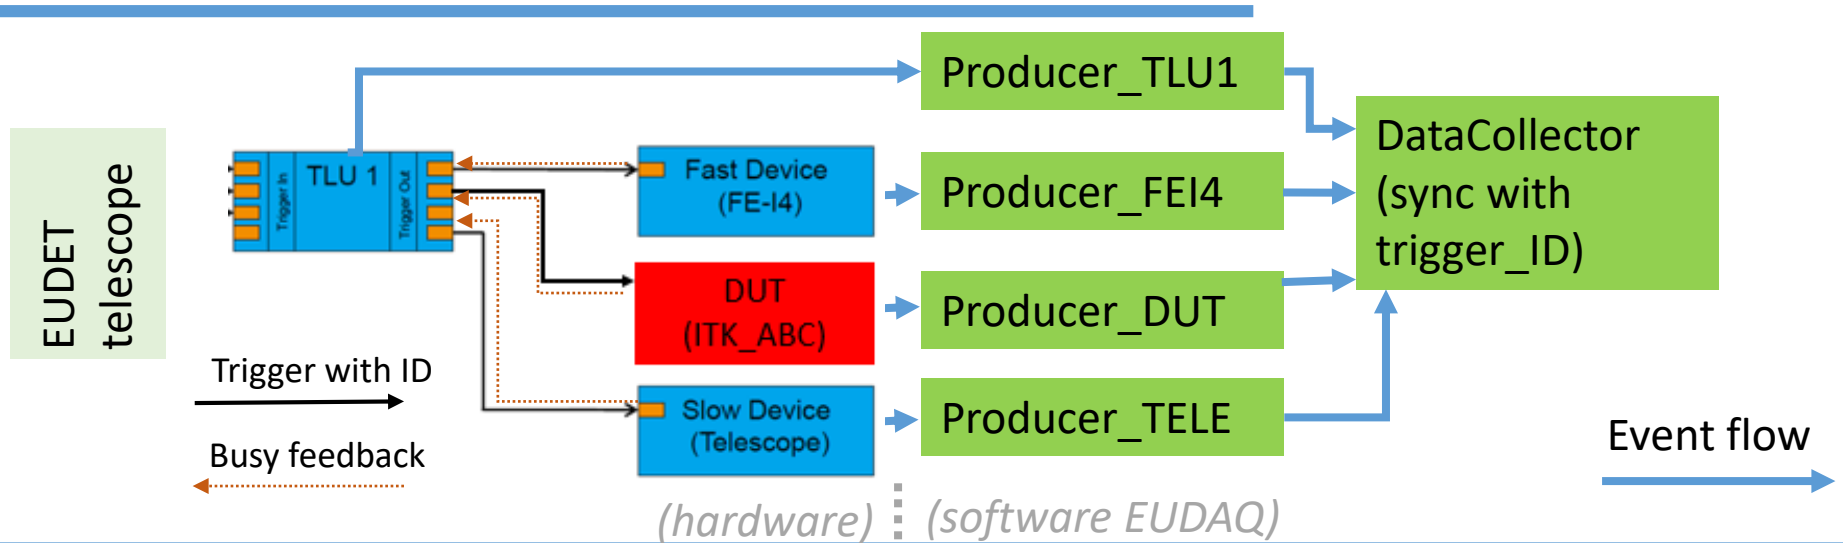 EUDET
telescope
Trigger In
TLU 1
Trigger Out
Fast Device
(FE-I4)
DUT
(ITK_ABC)
Slow Device
(Telescope)
Producer_TLU1
Producer_FEI4
Producer_DUT
Producer_TELE
DataCollector
(sync with
trigger_ID)
Trigger with ID
Busy feedback
Event flow
(hardware)
(software EUDAQ)